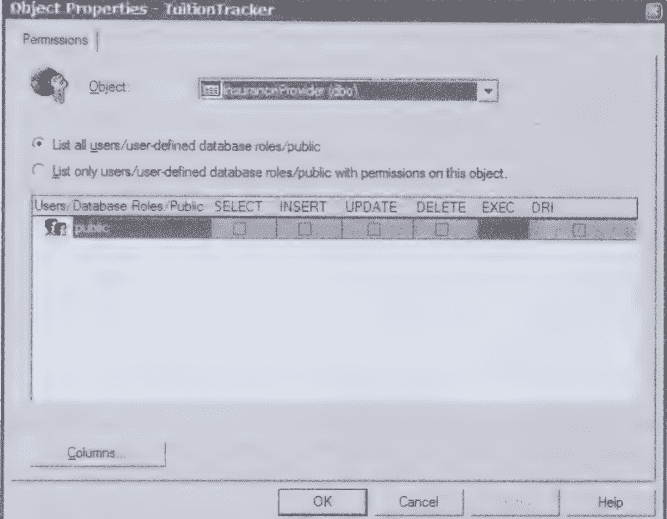 Object Properties - TuitionTracker
Permissions
Object:
InsuranceProvider (dbo)
List all users/user-defined database roles/public
List only users/user-defined database roles/public with permissions on this object.
Users/Database Roles/Public SELECT INSERT UPDATE DELETE EXEC DRI
public
Columns...
OK Cancel Help